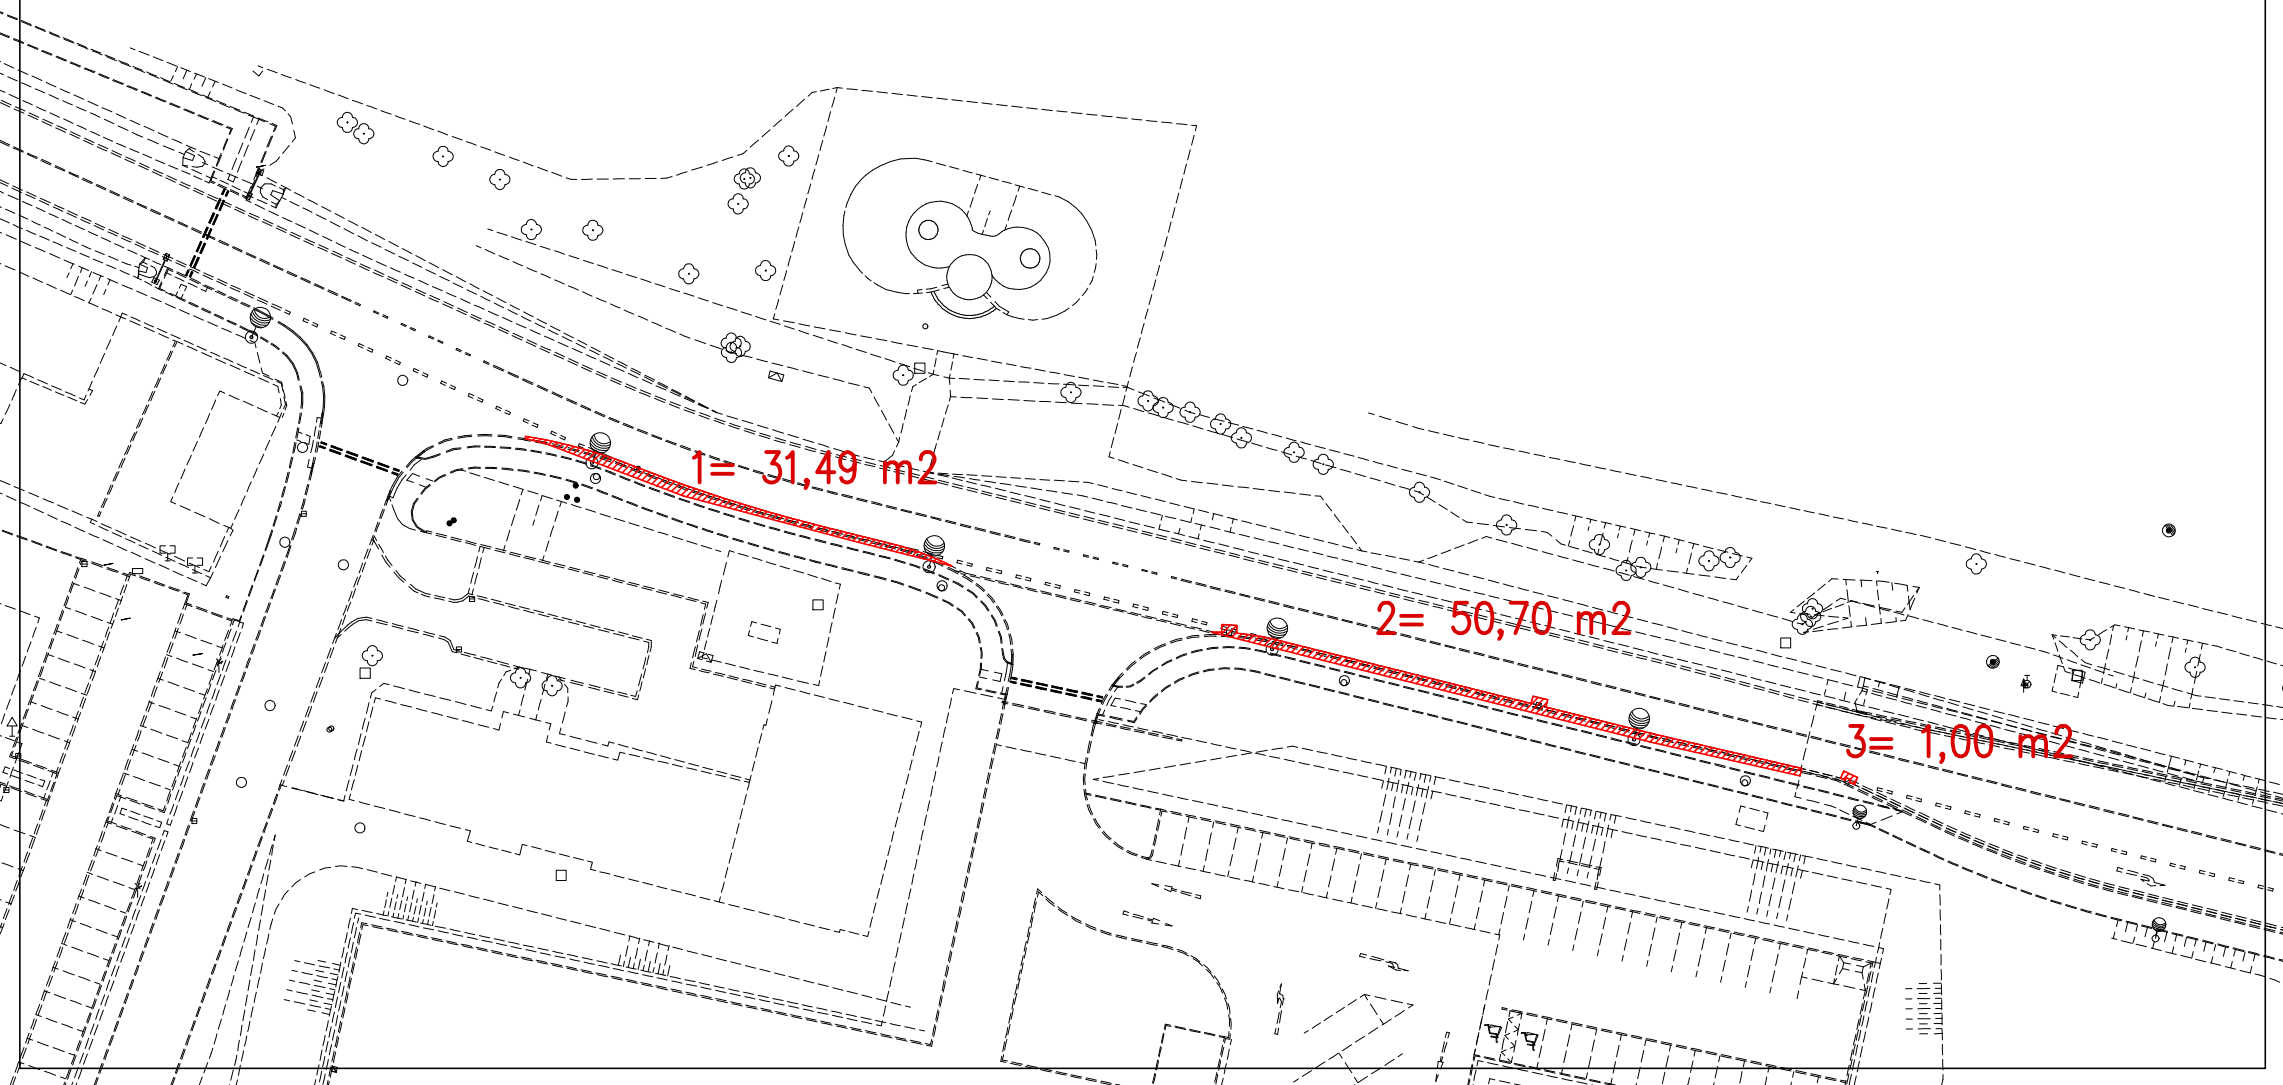 1= 31,49 m2
2= 50,70 m2
3= 1,00 m2